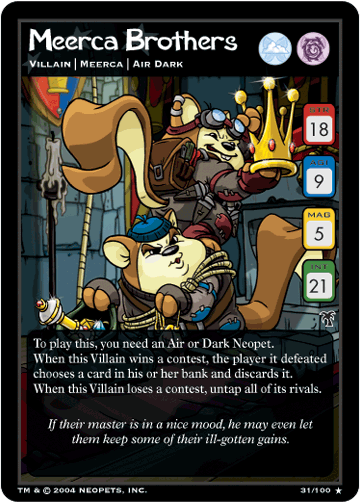 Meerca Brothers
VILLAIN | MEERCA | AIR DARK
STR
18
AGI
9
MAG
5
INT
21
To play this, you need an Air or Dark Neopet.
When this Villain wins a contest, the player it defeated
chooses a card in his or her bank and discards it.
When this Villain loses a contest, untap all of its rivals.
If their master is in a nice mood, he may even let
them keep some of their ill-gotten gains.
TM & © 2004 NEOPETS, INC.
31/100 ★